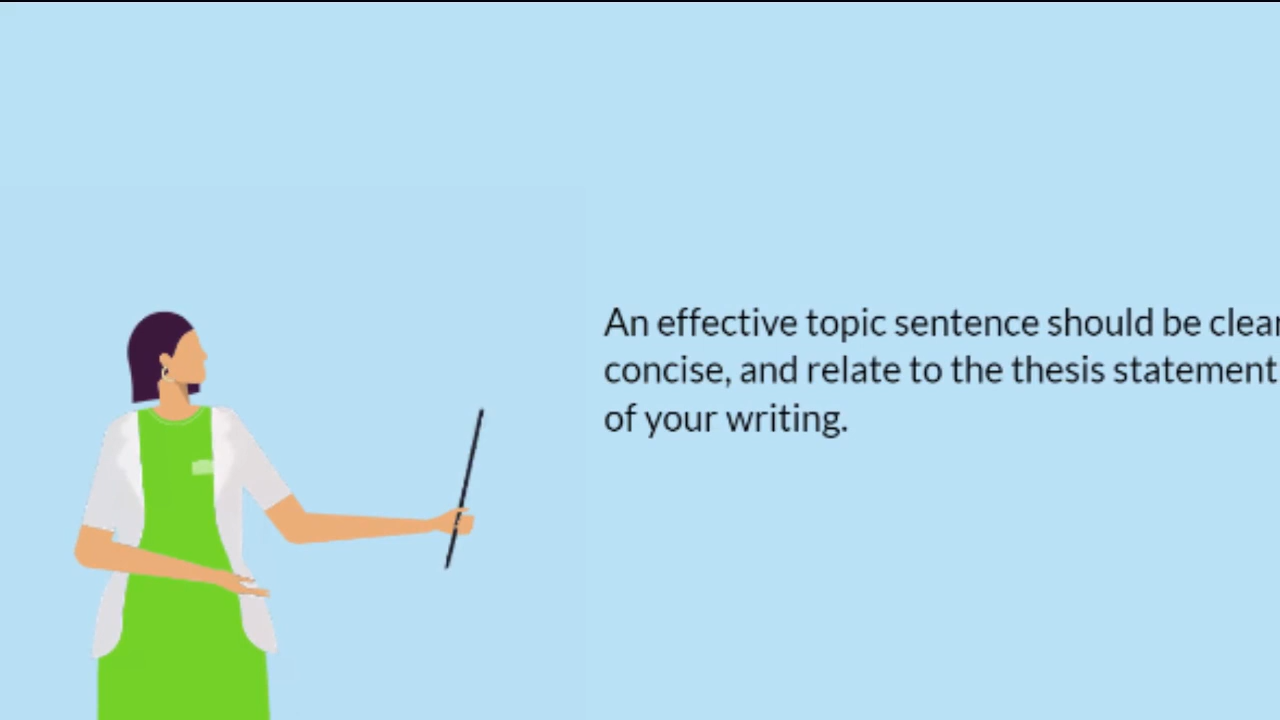 An effective topic sentence should be clear
concise, and relate to the thesis statement
of your writing.